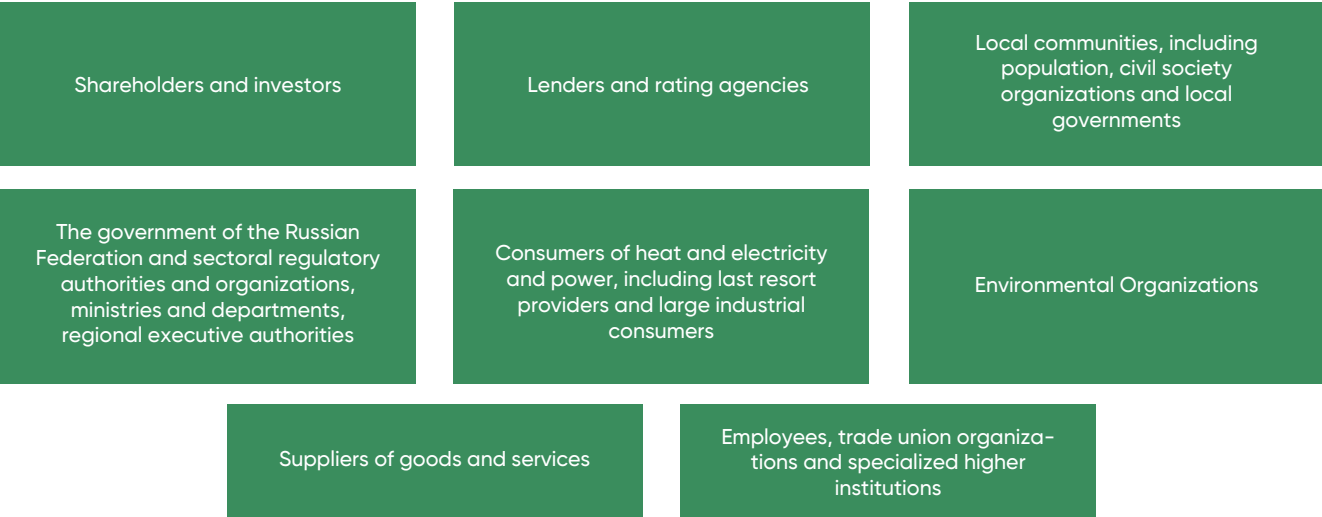 Shareholders and investors
Lenders and rating agencies
Local communities, including
population, civil society
organizations and local
governments
The government of the Russian
Federation and sectoral regulatory
authorities and organizations,
ministries and departments,
regional executive authorities
Consumers of heat and electricity
and power, including last resort
providers and large industrial
consumers
Environmental Organizations
Suppliers of goods and services
Employees, trade union organiza-
tions and specialized higher
institutions